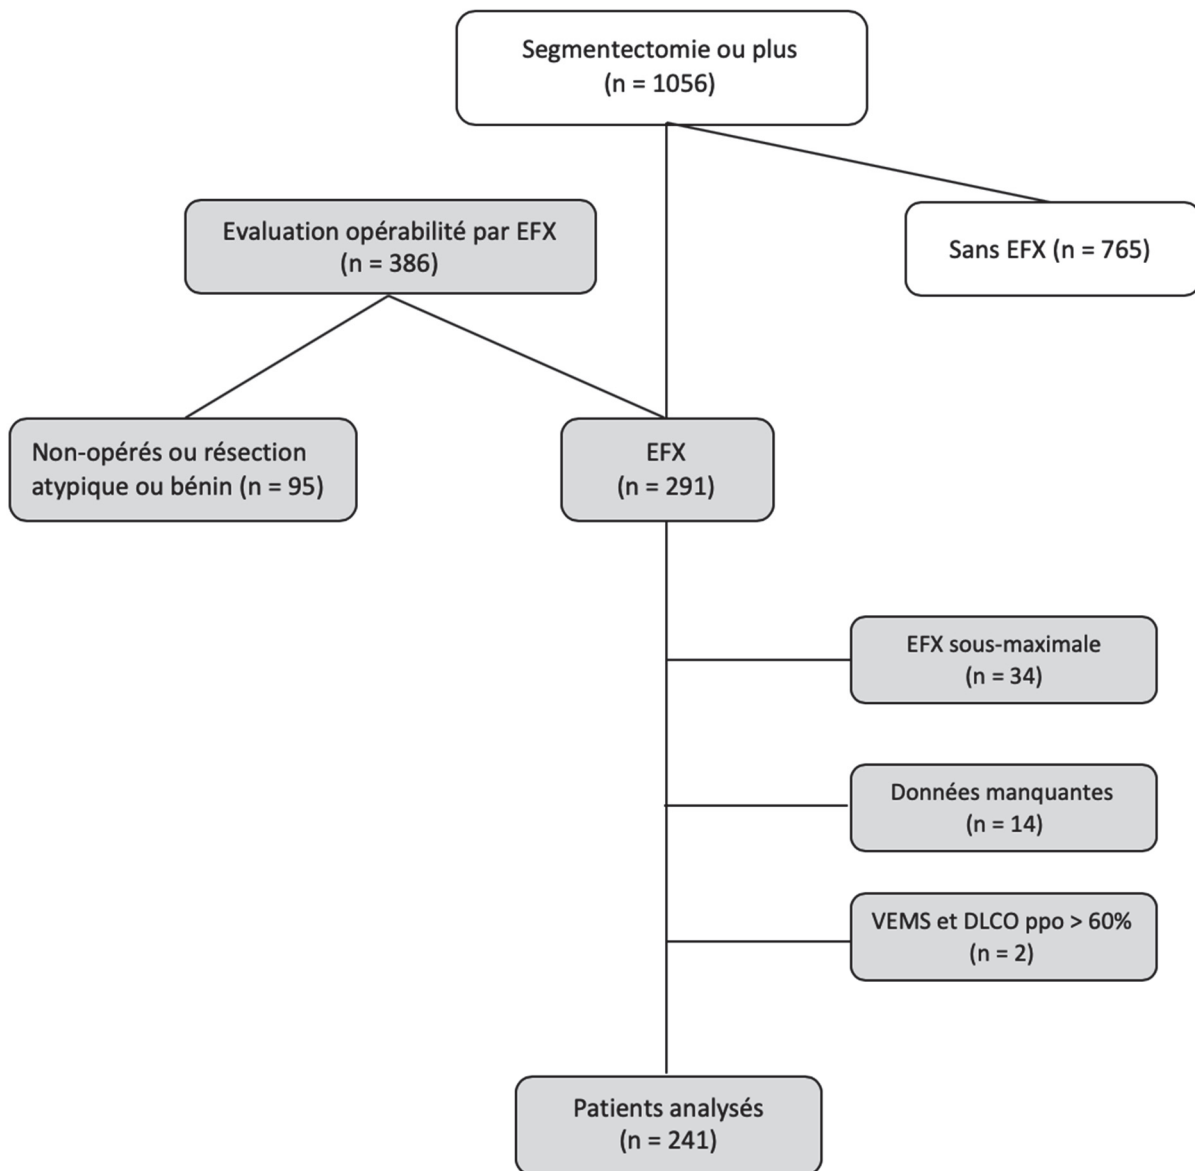 Segmentectomie ou plus
(n = 1056)
Evaluation opérabilité par EFX
(n = 386)
Sans EFX (n = 765)
Non-opérés ou résection
atypique ou bénin (n = 95)
EFX
(n = 291)
EFX sous-maximale
(n = 34)
Données manquantes
(n = 14)
VEMS et DLCO ppo > 60%
(n = 2)
Patients analysés
(n = 241)